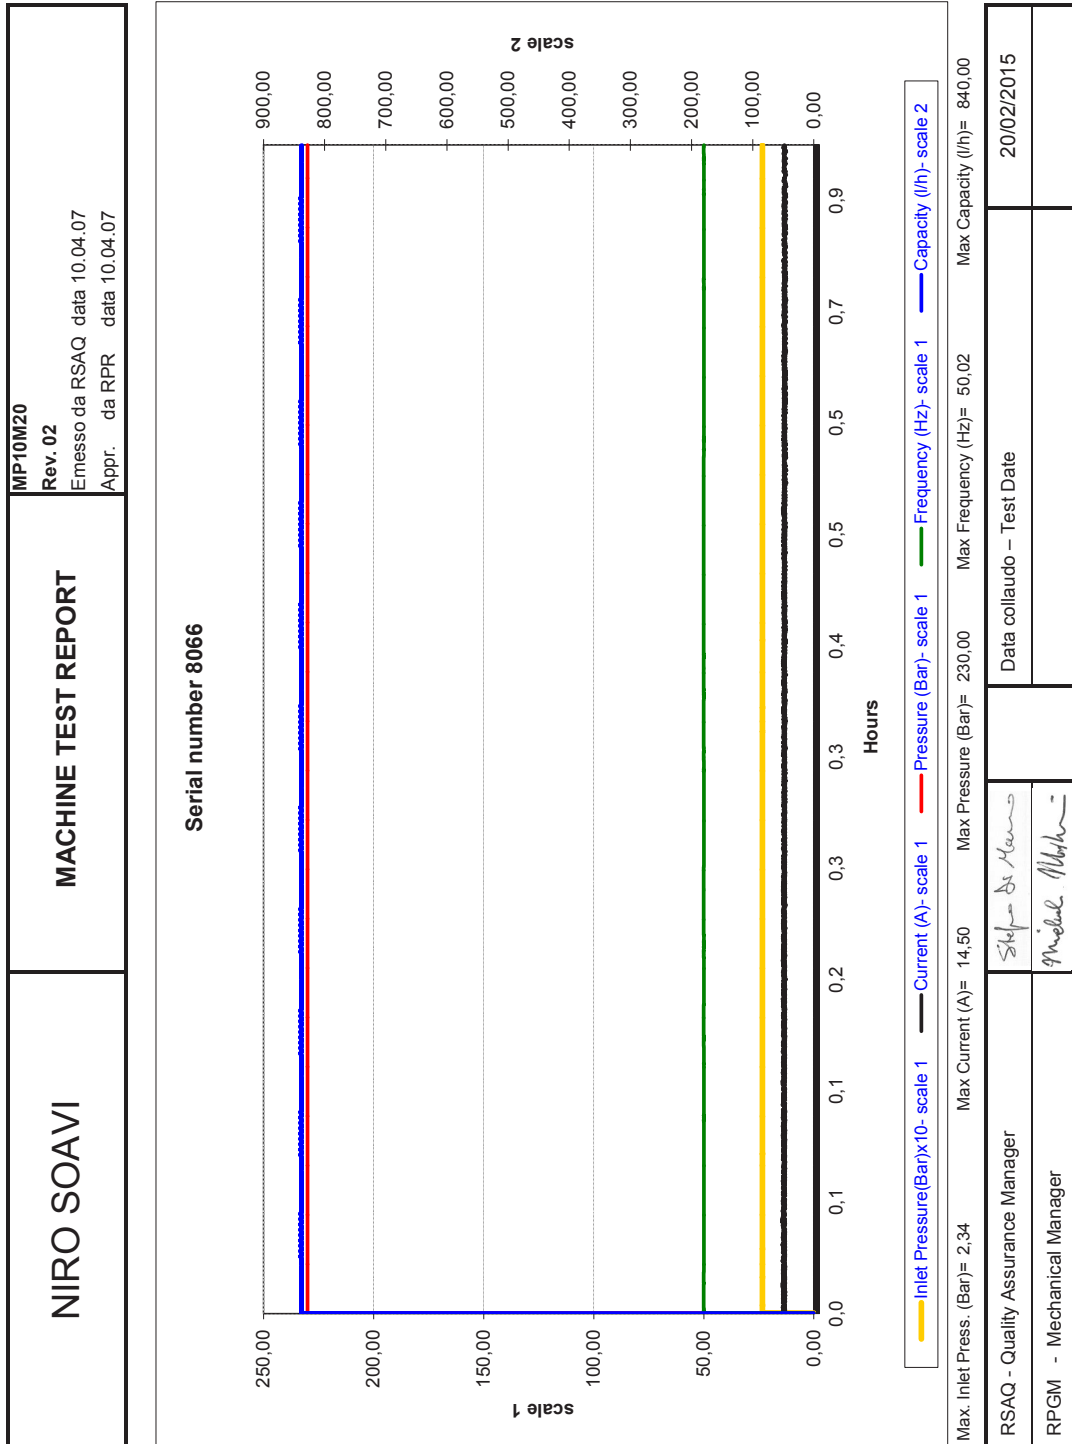 NIRO SOAVI
MACHINE TEST REPORT
MP10M20
Rev. 02
Emesso da RSAQ data 10.04.07
Appr. da RPR data 10.04.07
Serial number 8066
scale 1
250,00
200,00
150,00
100,00
50,00
0,00
scale 2
900,00
800,00
700,00
600,00
500,00
400,00
300,00
200,00
100,00
0,00
0,0 0,1 0,1 0,2 0,3 0,3 0,4 0,5 0,5 0,7 0,9
Hours
Inlet Pressure(Bar)x10- scale 1 Current (A)- scale 1 Pressure (Bar)- scale 1 Frequency (Hz)- scale 1 Capacity (l/h)- scale 2
Max. Inlet Press. (Bar)= 2,34 Max Current (A)= 14,50 Max Pressure (Bar)= 230,00 Max Frequency (Hz)= 50,02 Max Capacity (l/h)= 840,00
RSAQ - Quality Assurance Manager
Data collaudo – Test Date
20/02/2015
RPGM - Mechanical Manager